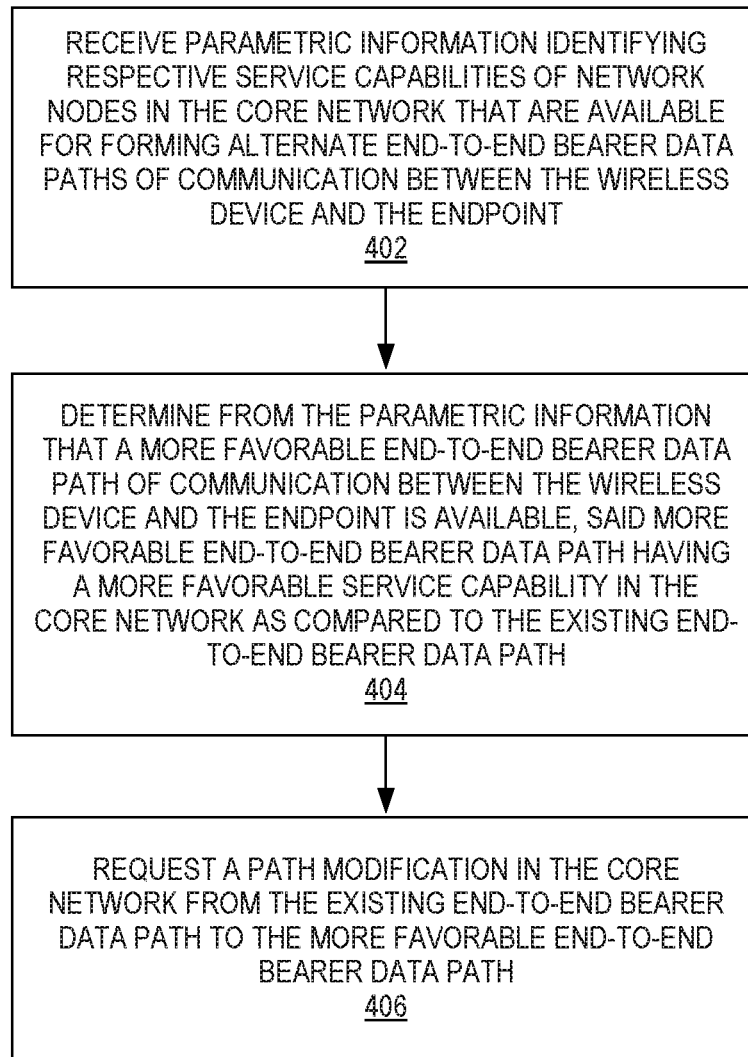 RECEIVE PARAMETRIC INFORMATION IDENTIFYING
RESPECTIVE SERVICE CAPABILITIES OF NETWORK
NODES IN THE CORE NETWORK THAT ARE AVAILABLE
FOR FORMING ALTERNATE END-TO-END BEARER DATA
PATHS OF COMMUNICATION BETWEEN THE WIRELESS
DEVICE AND THE ENDPOINT
402
DETERMINE FROM THE PARAMETRIC INFORMATION
THAT A MORE FAVORABLE END-TO-END BEARER DATA
PATH OF COMMUNICATION BETWEEN THE WIRELESS
DEVICE AND THE ENDPOINT IS AVAILABLE, SAID MORE
FAVORABLE END-TO-END BEARER DATA PATH HAVING
A MORE FAVORABLE SERVICE CAPABILITY IN THE
CORE NETWORK AS COMPARED TO THE EXISTING END-
TO-END BEARER DATA PATH
404
REQUEST A PATH MODIFICATION IN THE CORE
NETWORK FROM THE EXISTING END-TO-END BEARER
DATA PATH TO THE MORE FAVORABLE END-TO-END
BEARER DATA PATH
406